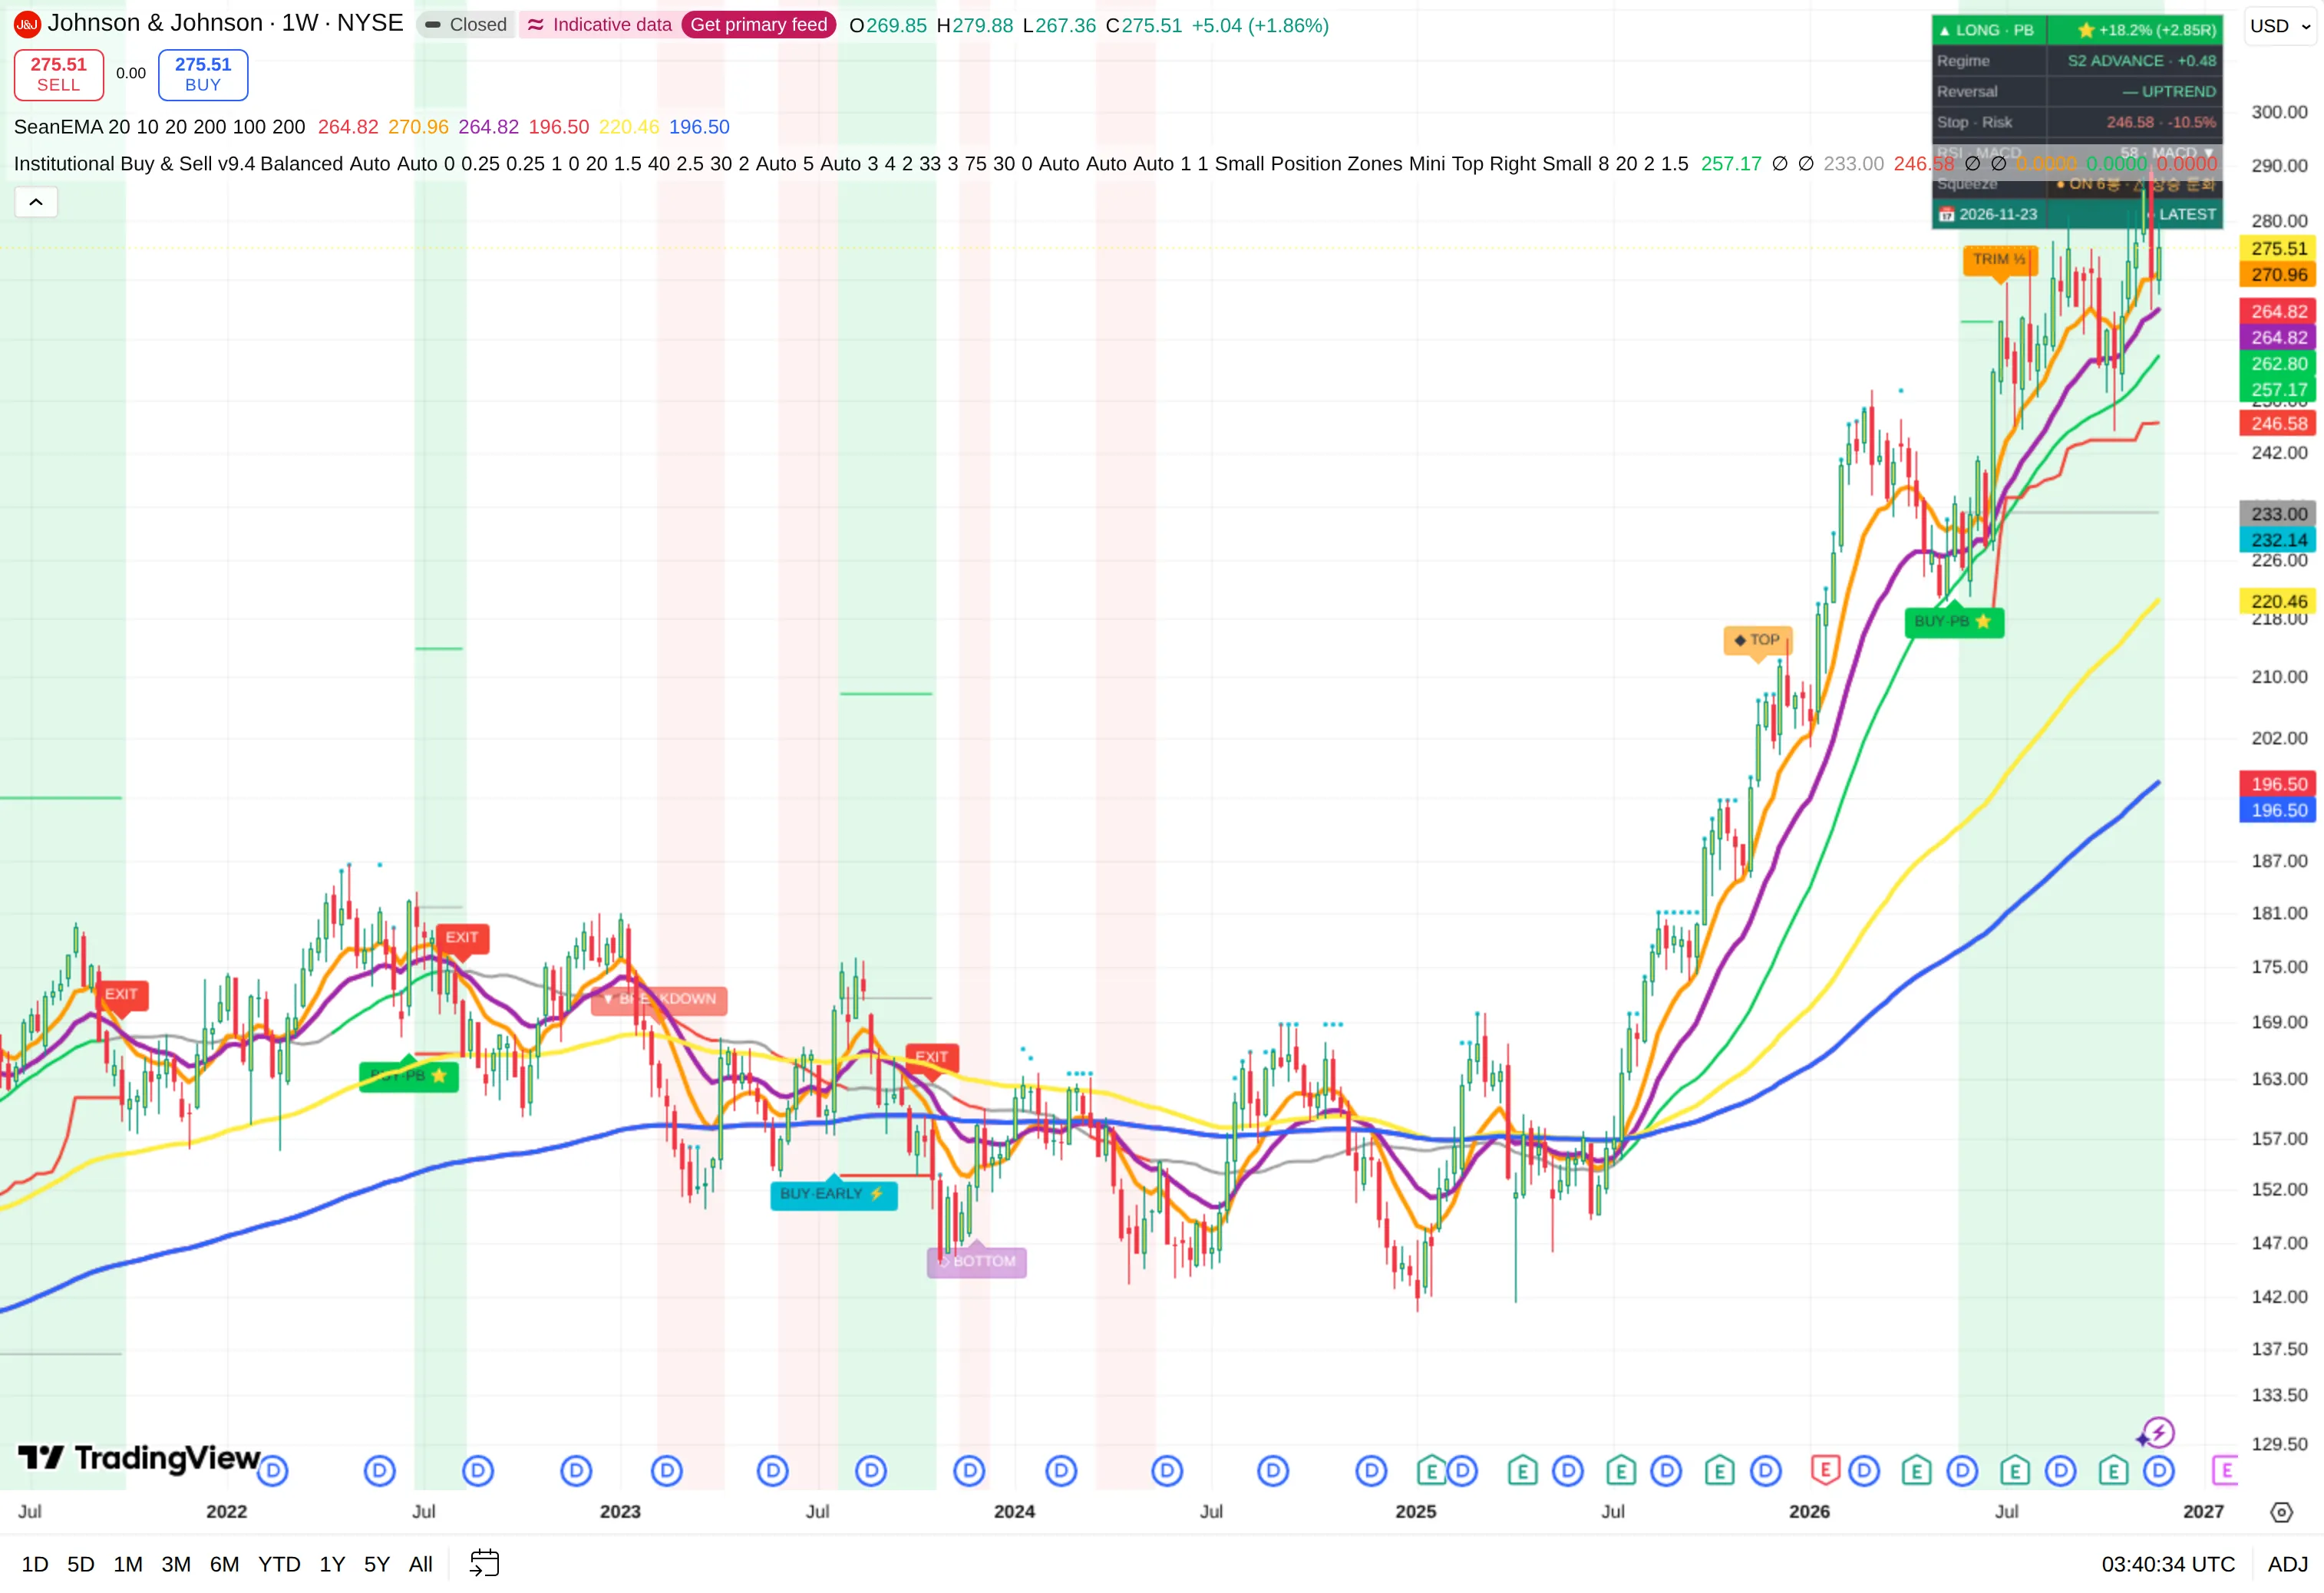 Johnson & Johnson · 1W · NYSE Closed Indicative data Get primary feed O269.85 H279.88 L267.36 C275.51 +5.04 (+1.86%)
275.51 SELL 0.00 275.51 BUY
SeanEMA 20 10 20 200 100 200 264.82 270.96 264.82 196.50 220.46 196.50
Institutional Buy & Sell v9.4 Balanced Auto Auto 0 0.25 0.25 1 0 20 1.5 40 2.5 30 2 Auto 5 Auto 3 4 2 33 3 75 30 0 Auto Auto Auto 1 1 Small Position Zones Mini Top Right Small 8 20 2 1.5 257.17 ∅ ∅ 233.00 246.58 ∅ ∅ 0.0000 0.0000 0.0000
▲ LONG · PB ⭐ +18.2% (+2.85R)
Regime S2 ADVANCE · +0.48
Reversal — UPTREND
Stop · Risk 246.58 · -10.5%
RSI · MACD 58 · MACD ▼
Squeeze ● ON 6봉 ·
📅 2026-11-23 LATEST
USD
300.00
290.00
280.00
275.51
270.96
264.82
264.82
262.80
257.17
246.58
242.00
233.00
232.14
226.00
220.46
218.00
210.00
202.00
196.50
196.50
187.00
181.00
175.00
169.00
163.00
157.00
152.00
147.00
142.00
137.50
133.50
129.50
TRIM ⅓
BUY·PB ⭐
◆ TOP
EXIT
EXIT
▼ BREAKDOWN
BUY·PB ⭐
EXIT
BUY·EARLY ⚡
BOTTOM
TradingView
D D D D D D D D D D D D E D E D E D E D E D E D E D E D E
Jul 2022 Jul 2023 Jul 2024 Jul 2025 Jul 2026 Jul 2027
1D 5D 1M 3M 6M YTD 1Y 5Y All 03:40:34 UTC ADJ